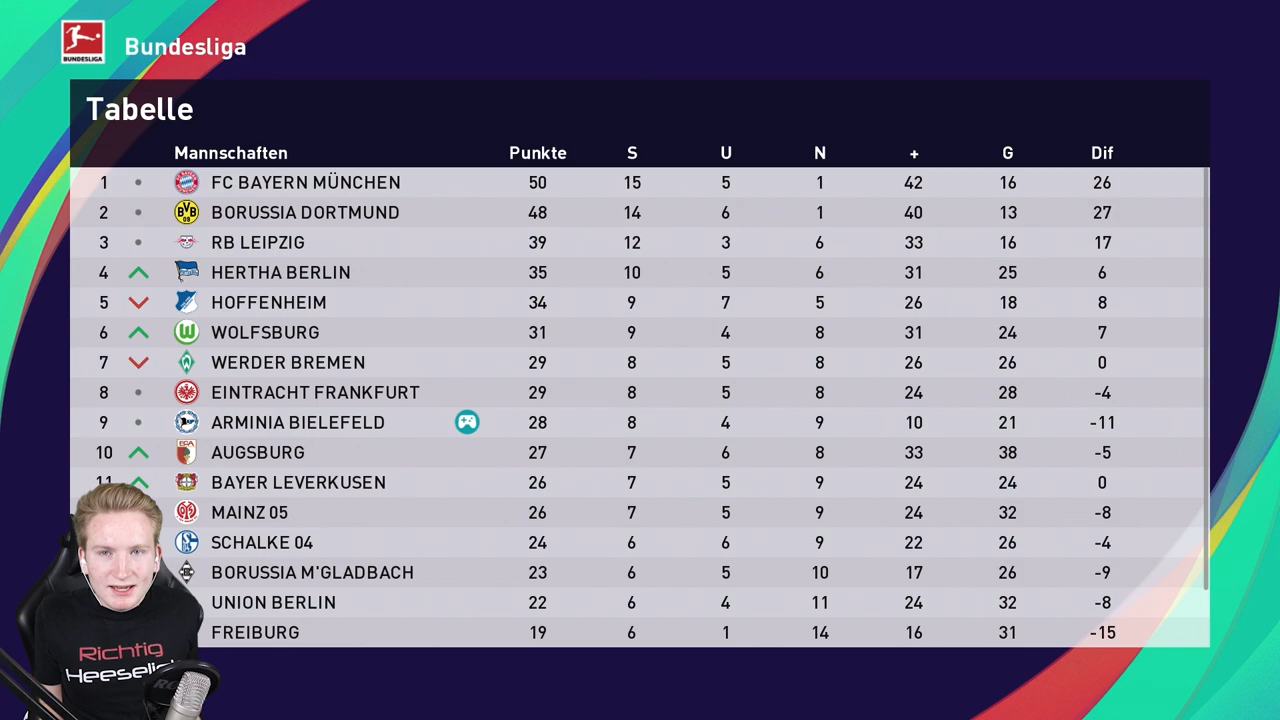 BUNDESLIGA
Bundesliga
Tabelle
Mannschaften Punkte S U N + G Dif
1 FC BAYERN MÜNCHEN 50 15 5 1 42 16 26
2 BVB 09 BORUSSIA DORTMUND 48 14 6 1 40 13 27
3 RB LEIPZIG 39 12 3 6 33 16 17
4 HERTHA BERLIN 35 10 5 6 31 25 6
5 HOFFENHEIM 34 9 7 5 26 18 8
6 W WOLFSBURG 31 9 4 8 31 24 7
7 W WERDER BREMEN 29 8 5 8 26 26 0
8 EINTRACHT FRANKFURT 29 8 5 8 24 28 -4
9 ARMINIA BIELEFELD 28 8 4 9 10 21 -11
10 FCA AUGSBURG 27 7 6 8 33 38 -5
11 BAYER LEVERKUSEN 26 7 5 9 24 24 0
MAINZ 05 26 7 5 9 24 32 -8
SCHALKE 04 24 6 6 9 22 26 -4
BORUSSIA M'GLADBACH 23 6 5 10 17 26 -9
UNION BERLIN 22 6 4 11 24 32 -8
FREIBURG 19 6 1 14 16 31 -15
Richtig